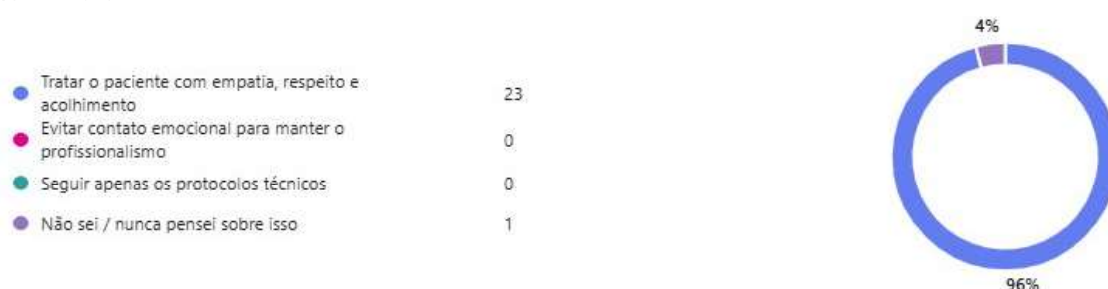 4%
Tratar o paciente com empatia, respeito e
acolhimento
23
Evitar contato emocional para manter o
profissionalismo
0
Seguir apenas os protocolos técnicos
0
Não sei / nunca pensei sobre isso
1
96%